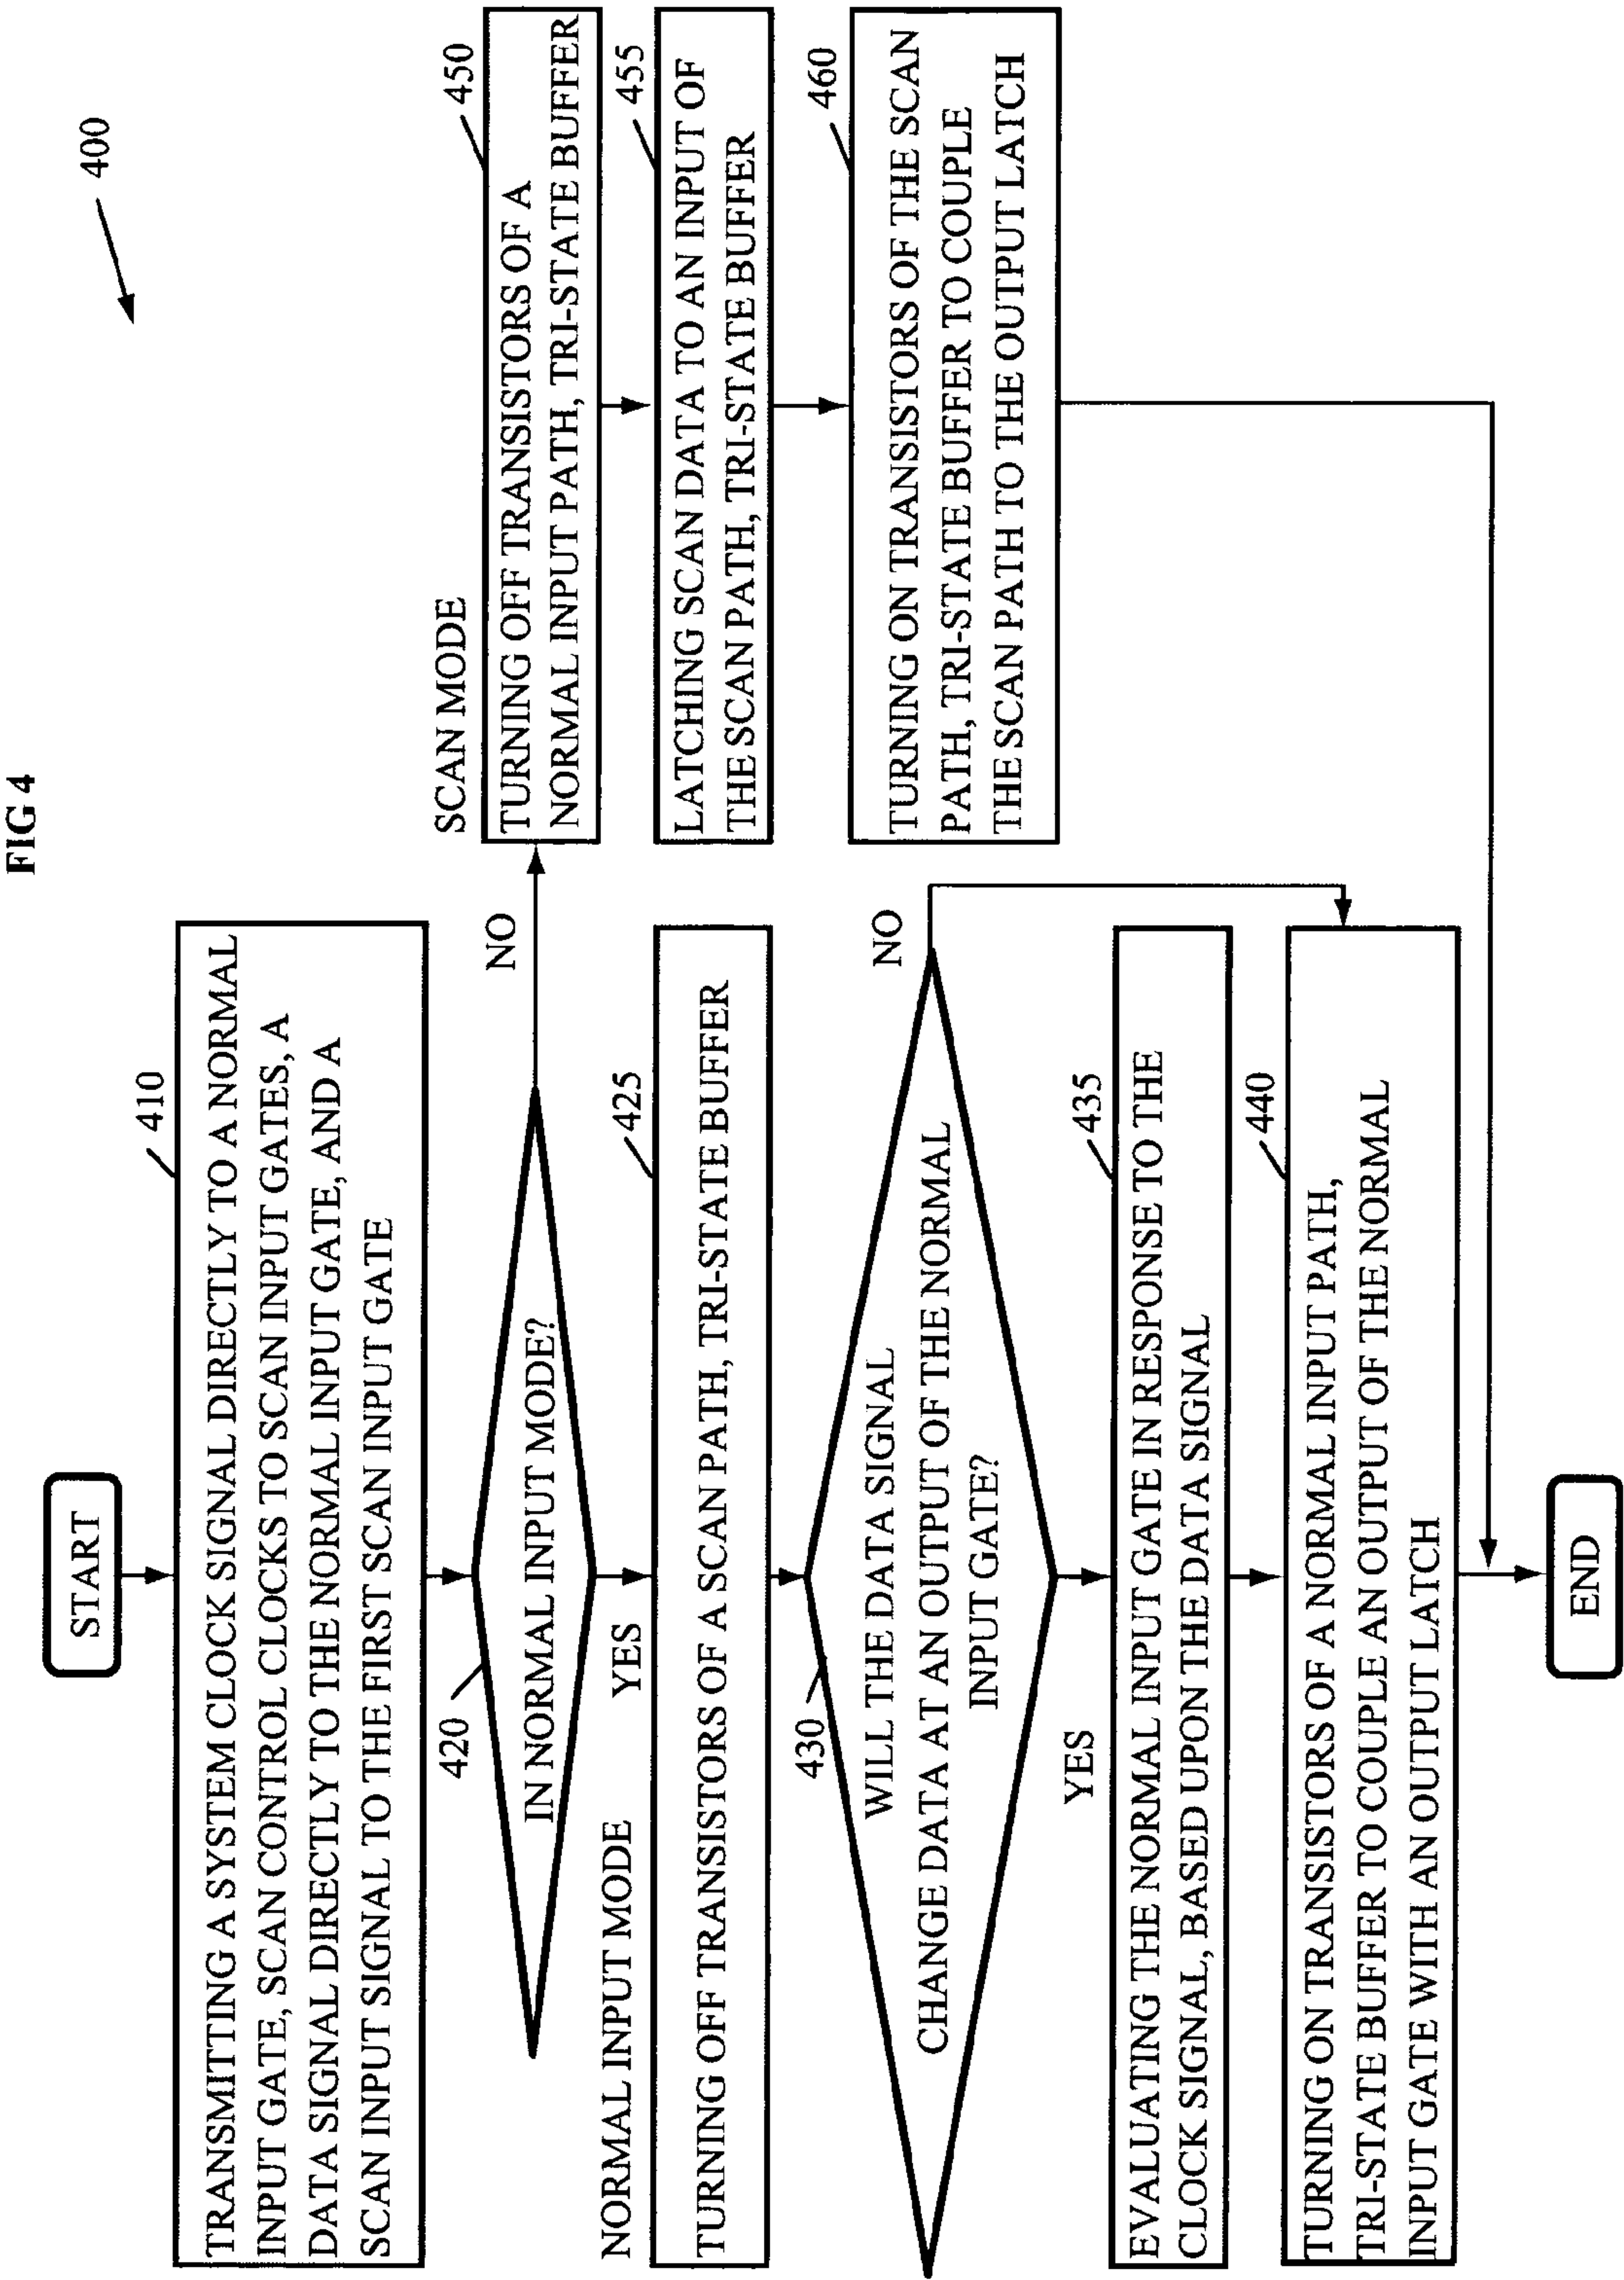 FIG 4
400
START
410
TRANSMITTING A SYSTEM CLOCK SIGNAL DIRECTLY TO A NORMAL
INPUT GATE, SCAN CONTROL CLOCKS TO SCAN INPUT GATES, A
DATA SIGNAL DIRECTLY TO THE NORMAL INPUT GATE, AND A
SCAN INPUT SIGNAL TO THE FIRST SCAN INPUT GATE
420
IN NORMAL INPUT MODE?
NO
YES
NORMAL INPUT MODE
425
TURNING OFF TRANSISTORS OF A SCAN PATH, TRI-STATE BUFFER
430
WILL THE DATA SIGNAL
CHANGE DATA AT AN OUTPUT OF THE NORMAL
INPUT GATE?
NO
YES
435
EVALUATING THE NORMAL INPUT GATE IN RESPONSE TO THE
CLOCK SIGNAL, BASED UPON THE DATA SIGNAL
440
TURNING ON TRANSISTORS OF A NORMAL INPUT PATH,
TRI-STATE BUFFER TO COUPLE AN OUTPUT OF THE NORMAL
INPUT GATE WITH AN OUTPUT LATCH
SCAN MODE
450
TURNING OFF TRANSISTORS OF A
NORMAL INPUT PATH, TRI-STATE BUFFER
455
LATCHING SCAN DATA TO AN INPUT OF
THE SCAN PATH, TRI-STATE BUFFER
460
TURNING ON TRANSISTORS OF THE SCAN
PATH, TRI-STATE BUFFER TO COUPLE
THE SCAN PATH TO THE OUTPUT LATCH
END